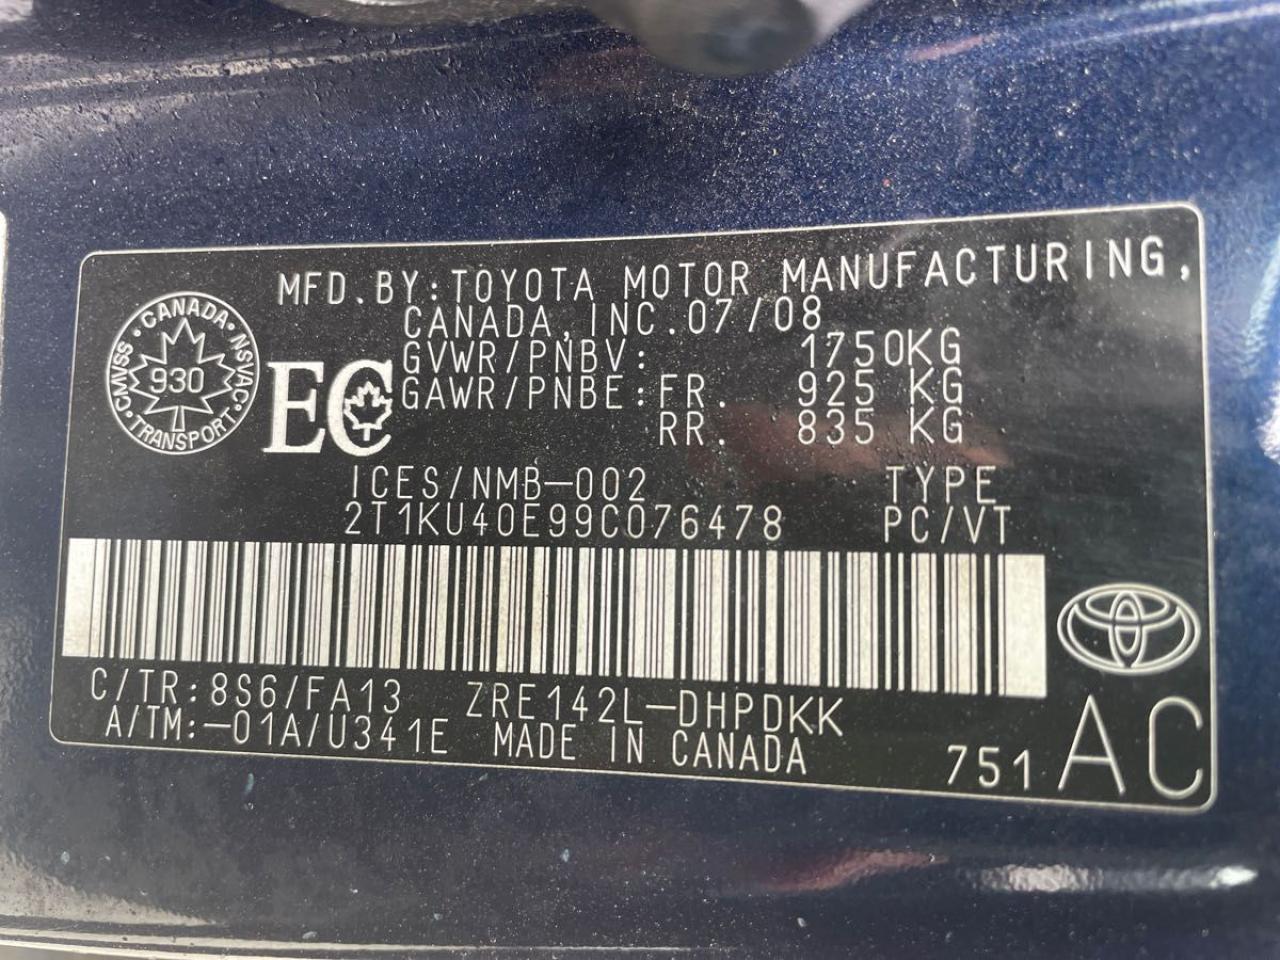 MFD.BY:TOYOTA MOTOR MANUFACTURING,
CANADA,INC.07/08
GVWR/PNBV: 1750KG
GAWR/PNBE:FR. 925 KG
RR. 835 KG
CANADA • NSVAC • TRANSPORT • CMVSS •
930
EC
ICES/NMB-002 TYPE
2T1KU40E99C076478 PC/VT
C/TR:8S6/FA13 ZRE142L-DHPDKK
A/TM:-01A/U341E MADE IN CANADA
751 AC